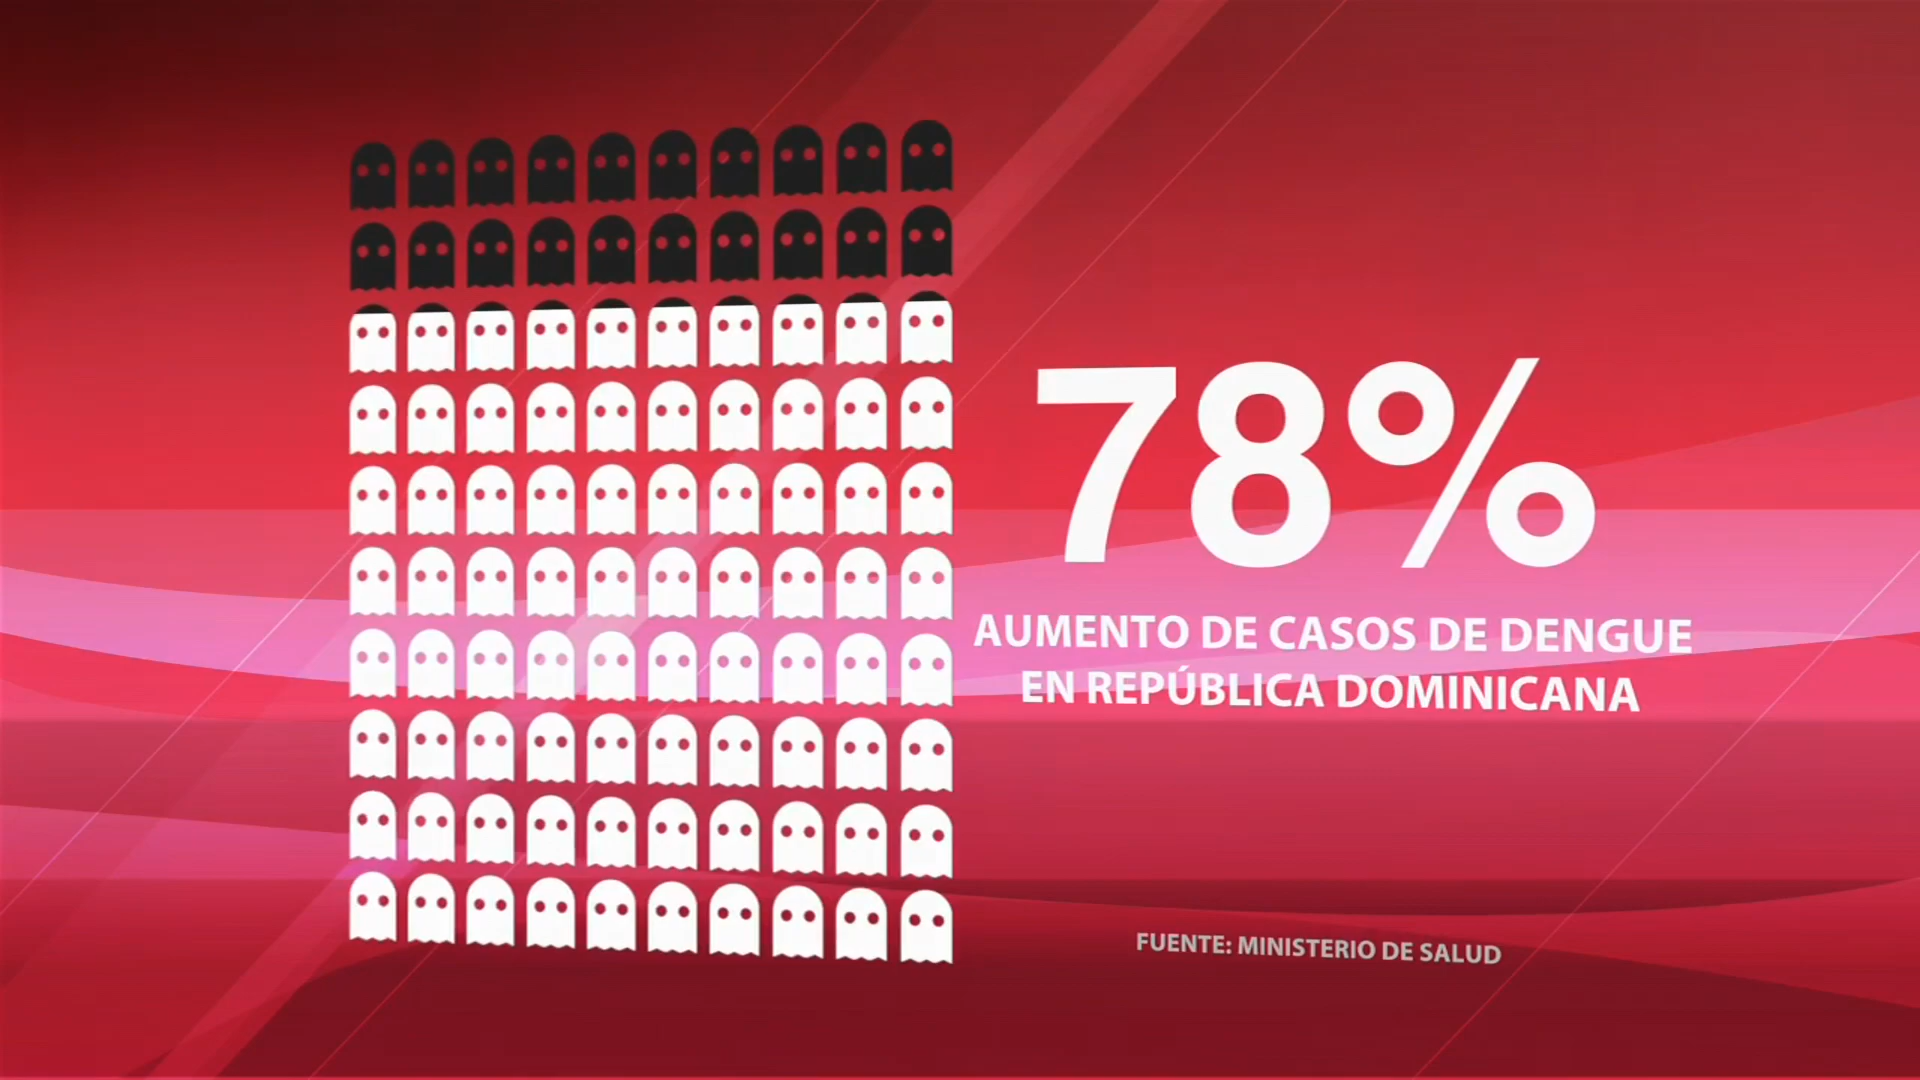 78%
AUMENTO DE CASOS DE DENGUE
EN REPÚBLICA DOMINICANA
FUENTE: MINISTERIO DE SALUD